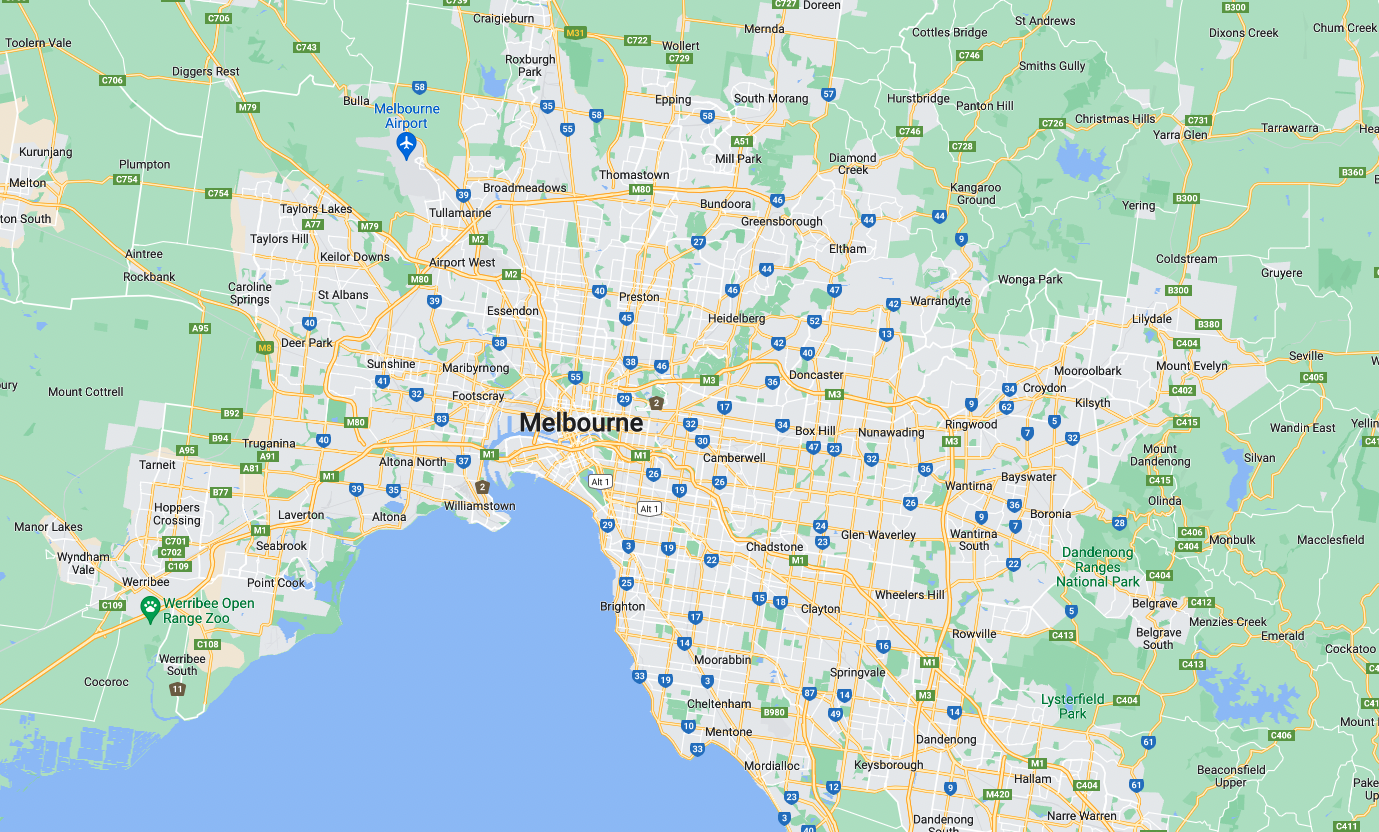 C739
C727
Doreen
B300
C706
Craigieburn
St Andrews
Mernda
Cottles Bridge
Dixons Creek
Chum Creek
M31
Toolern Vale
C743
C722
Wollert
C729
C746
Roxburgh
Park
Smiths Gully
Diggers Rest
C706
58
Bulla
Melbourne
Airport
M79
35
58
55
Epping
South Morang
58
57
Hurstbridge
Panton Hill
C746
C726
Christmas Hills
C731
Yarra Glen
Tarrawarra
A51
C728
Kurunjang
Plumpton
Mill Park
Diamond
Creek
Melton
C754
C754
Thomastown
Broadmeadows
M80
39
46
Kangaroo
Ground
B360
B300
Yering
Taylors Lakes
Tullamarine
Bundoora
Greensborough
44
44
ton South
A77
M79
Taylors Hill
M2
27
9
Eltham
Aintree
Keilor Downs
Airport West
Coldstream
Rockbank
M80
M2
44
Gruyere
Wonga Park
Caroline
Springs
St Albans
39
40
Preston
46
47
42
Warrandyte
B300
Essendon
45
Heidelberg
52
Lilydale
B380
A95
40
13
M8
Deer Park
38
42
40
C404
Seville
Sunshine
Maribyrnong
38
46
Mount Evelyn
Mooroolbark
C405
41
55
M3
36
Doncaster
34
Croydon
C402
Mount Cottrell
32
Footscray
29
2
17
M3
9
62
Kilsyth
B92
M80
83
Melbourne
32
34
Box Hill
Nunawading
Ringwood
5
C415
Wandin East
B94
40
30
47
23
M3
7
32
Truganina
A95
A91
M1
M1
Camberwell
32
Mount
Dandenong
Silvan
Tarneit
A81
Altona North
37
36
M1
26
26
Wantirna
Bayswater
C415
B77
39
35
2
Alt 1
19
Olinda
Hoppers
Crossing
Laverton
Altona
Williamstown
Alt 1
26
36
9
Boronia
Manor Lakes
M1
29
24
7
28
C701
C702
Seabrook
3
19
Chadstone
23
Glen Waverley
Wantirna
South
C406
C404
Monbulk
Macclesfield
Wyndham
Vale
C109
22
M1
22
Dandenong
Ranges
National Park
C404
Werribee
Point Cook
25
C109
Werribee Open
Range Zoo
Brighton
15
18
Clayton
Wheelers Hill
Belgrave
C412
17
5
Menzies Creek
C108
14
Rowville
C413
Belgrave
South
Emerald
16
Cockatoo
Werribee
South
Moorabbin
M1
C413
Cocoroc
11
33
19
3
Springvale
87
14
M3
Lysterfield
Park
C404
Cheltenham
B980
49
14
10
Mentone
Dandenong
61
C406
33
Mordialloc
Keysborough
M1
Hallam
Beaconsfield
Upper
12
9
M420
C404
61
23
3
Dandenong
Narre Warren
C411